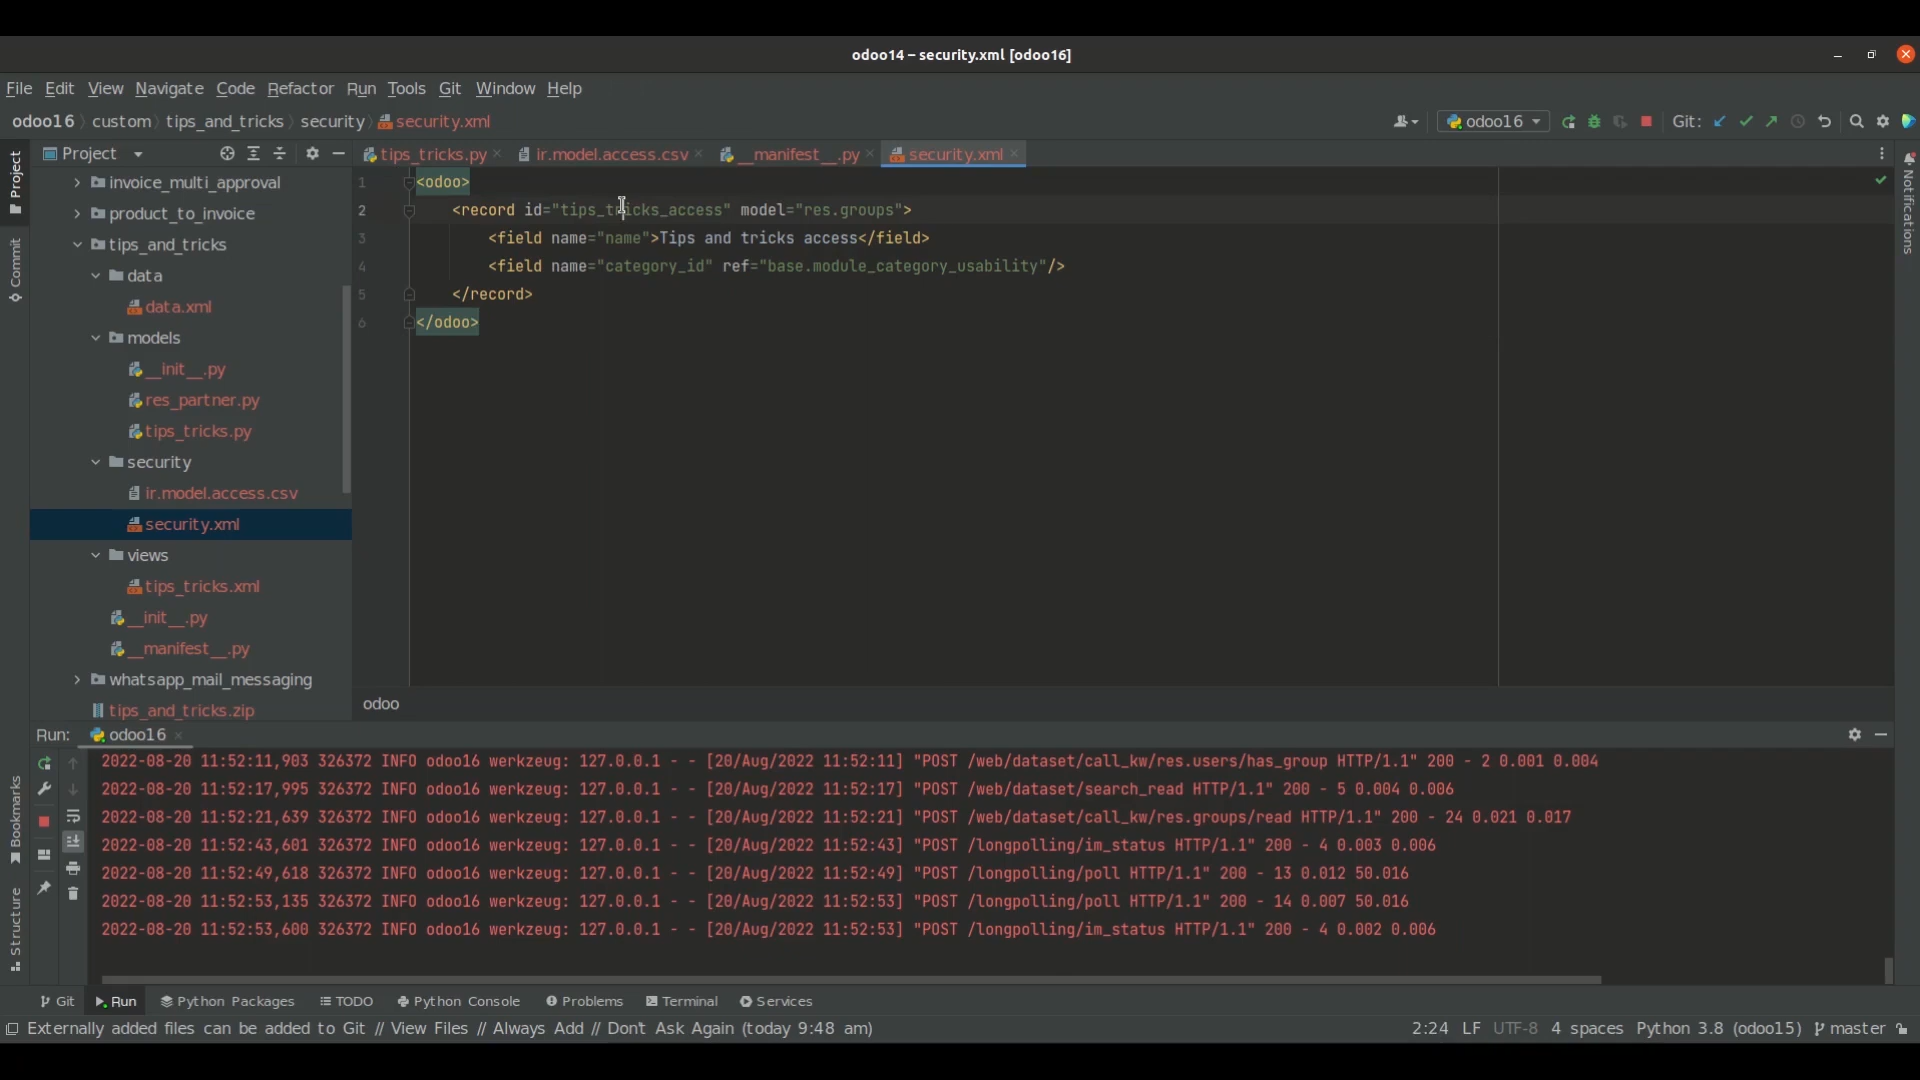 odoo14 – security.xml [odoo16]
File Edit View Navigate Code Refactor Run Tools Git Window Help
odoo16 custom tips_and_tricks security security.xml odoo16 Git:
Project tips_tricks.py ir.model.access.csv __manifest__.py security.xml
invoice_multi_approval
product_to_invoice
tips_and_tricks
data
data.xml
models
__init__.py
res_partner.py
tips_tricks.py
security
ir.model.access.csv
security.xml
views
tips_tricks.xml
__init__.py
__manifest__.py
whatsapp_mail_messaging
tips_and_tricks.zip
1 <odoo>
2 <record id="tips_tricks_access" model="res.groups">
3 <field name="name">Tips and tricks access</field>
4 <field name="category_id" ref="base.module_category_usability"/>
5 </record>
6 </odoo>
odoo
Project
Commit
Bookmarks
Structure
Notifications
Run: odoo16
2022-08-20 11:52:11,903 326372 INFO odoo16 werkzeug: 127.0.0.1 - - [20/Aug/2022 11:52:11] "POST /web/dataset/call_kw/res.users/has_group HTTP/1.1" 200 - 2 0.001 0.004
2022-08-20 11:52:17,995 326372 INFO odoo16 werkzeug: 127.0.0.1 - - [20/Aug/2022 11:52:17] "POST /web/dataset/search_read HTTP/1.1" 200 - 5 0.004 0.006
2022-08-20 11:52:21,639 326372 INFO odoo16 werkzeug: 127.0.0.1 - - [20/Aug/2022 11:52:21] "POST /web/dataset/call_kw/res.groups/read HTTP/1.1" 200 - 24 0.021 0.017
2022-08-20 11:52:43,601 326372 INFO odoo16 werkzeug: 127.0.0.1 - - [20/Aug/2022 11:52:43] "POST /longpolling/im_status HTTP/1.1" 200 - 4 0.003 0.006
2022-08-20 11:52:49,618 326372 INFO odoo16 werkzeug: 127.0.0.1 - - [20/Aug/2022 11:52:49] "POST /longpolling/poll HTTP/1.1" 200 - 13 0.012 50.016
2022-08-20 11:52:53,135 326372 INFO odoo16 werkzeug: 127.0.0.1 - - [20/Aug/2022 11:52:53] "POST /longpolling/poll HTTP/1.1" 200 - 14 0.007 50.016
2022-08-20 11:52:53,600 326372 INFO odoo16 werkzeug: 127.0.0.1 - - [20/Aug/2022 11:52:53] "POST /longpolling/im_status HTTP/1.1" 200 - 4 0.002 0.006
Git Run Python Packages TODO Python Console Problems Terminal Services
Externally added files can be added to Git // View Files // Always Add // Don't Ask Again (today 9:48 am) 2:24 LF UTF-8 4 spaces Python 3.8 (odoo15) master